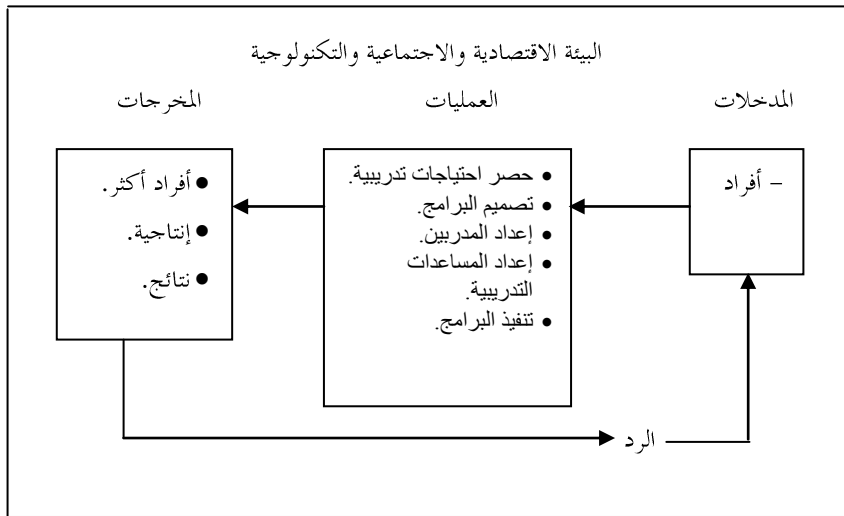 البيئة الاقتصادية والاجتماعية والتكنولوجية
المدخلات
العمليات
المخرجات
– أفراد
• حصر احتياجات تدريبية.
• تصميم البرامج.
• إعداد المدربين.
• إعداد المساعدات
التدريبية.
• تنفيذ البرامج.
• أفراد أكثر.
• إنتاجية.
• نتائج.
الرد